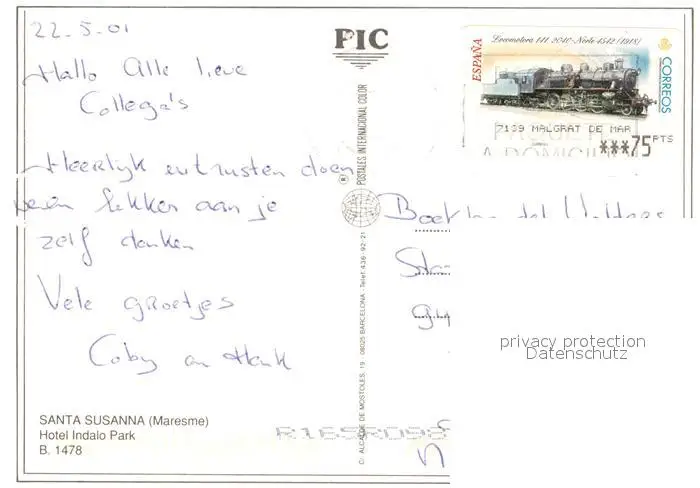 22-5-01
FIC
Hallo Alle lieve
Collega's
Heerlijk uitrusten doen
even lekker aan je
zelf denken
Vele groetjes
Coby en Henk
SANTA SUSANNA (Maresme)
Hotel Indalo Park
B. 1478
® POSTALES INTERNACIONAL COLOR
C/ ALCALDE DE MOSTOLES, 19 - 08025 BARCELONA - Telef. 436-92-21
Locomotora 141. 2040-Norte 4542 (1918)
ESPAÑA
CORREOS
7139 MALGRAT DE MAR
***75 PTS
A DOMICILIO
privacy protection
Datenschutz